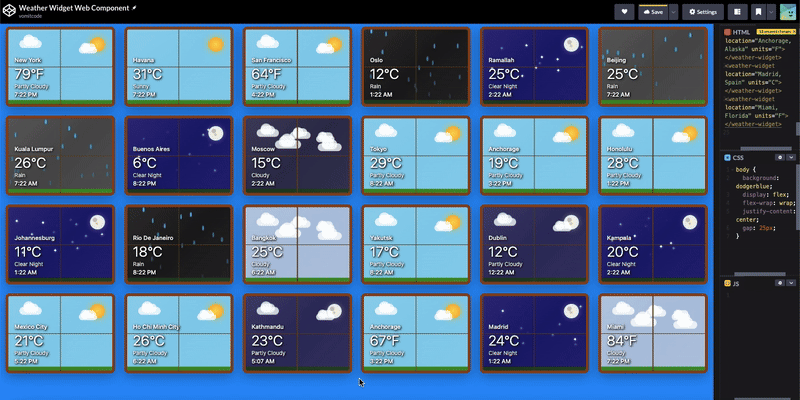 Weather Widget Web Component
vomitcode
Save
Settings
New York
79°F
Partly Cloudy
7:22 PM
Havana
31°C
Sunny
7:22 PM
San Francisco
64°F
Partly Cloudy
4:22 PM
Oslo
12°C
Rain
1:22 AM
Ramallah
25°C
Clear Night
2:22 AM
Beijing
25°C
Rain
7:22 AM
Kuala Lumpur
26°C
Rain
7:22 AM
Buenos Aires
6°C
Clear Night
8:22 PM
Moscow
15°C
Cloudy
2:22 AM
Tokyo
29°C
Partly Cloudy
8:22 AM
Anchorage
19°C
Partly Cloudy
3:22 PM
Honolulu
28°C
Partly Cloudy
1:22 PM
Johannesburg
11°C
Clear Night
1:22 AM
Rio De Janeiro
18°C
Rain
8:22 PM
Bangkok
25°C
Cloudy
6:22 AM
Yakutsk
17°C
Partly Cloudy
8:22 AM
Dublin
12°C
Partly Cloudy
12:22 AM
Kampala
20°C
Clear Night
2:22 AM
Mexico City
21°C
Partly Cloudy
5:22 PM
Ho Chi Minh City
26°C
Partly Cloudy
6:22 AM
Kathmandu
23°C
Partly Cloudy
5:07 AM
Anchorage
67°F
Partly Cloudy
3:22 PM
Madrid
24°C
Clear Night
1:22 AM
Miami
84°F
Cloudy
7:22 PM
HTML
location="Anchorage,
Alaska" units="F">
</weather-widget>
<weather-widget
location="Madrid,
Spain" units="C">
</weather-widget>
<weather-widget
location="Miami,
Florida" units="F">
</weather-widget>
CSS
body {
background:
dodgerblue;
display: flex;
flex-wrap: wrap;
justify-content:
center;
gap: 25px;
}
JS